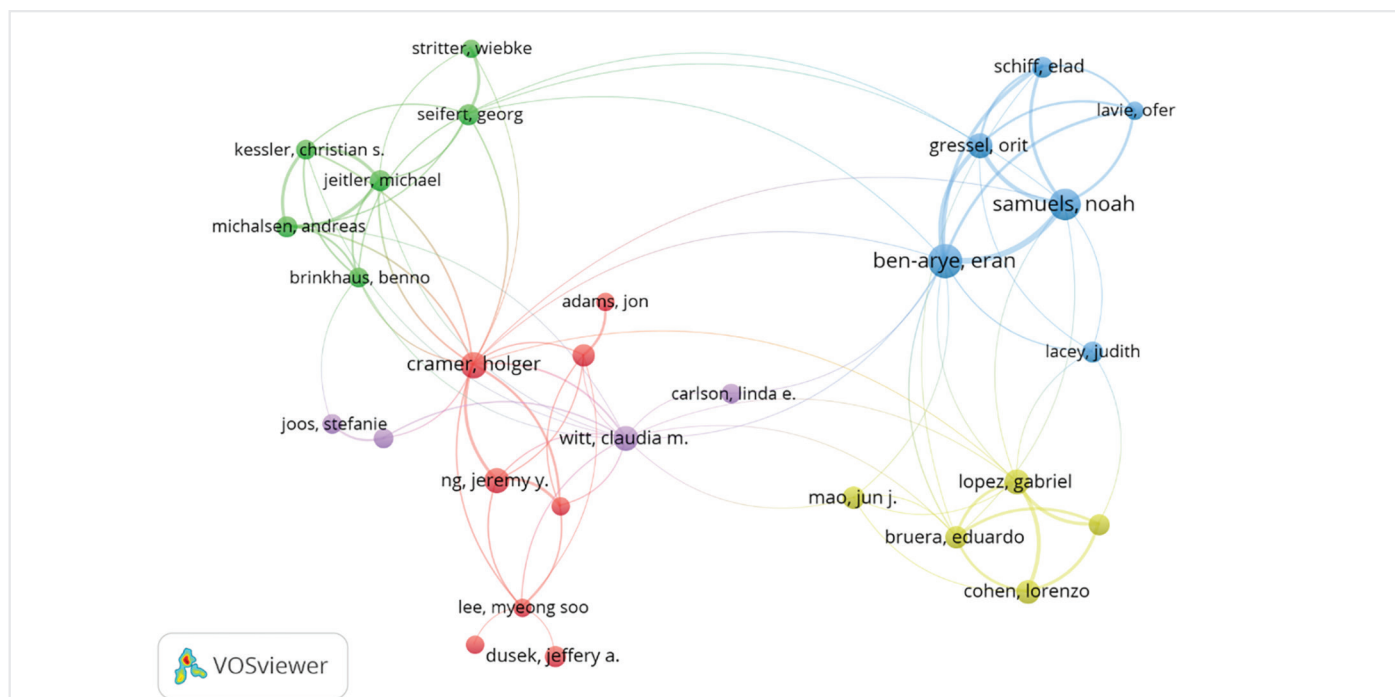 stritter, wiebke
schiff, elad
seifert, georg
lavie, ofer
kessler, christian s.
gressel, orit
jeitler, michael
samuels, noah
michalsen, andreas
ben-arye, eran
brinkhaus, benno
adams, jon
cramer, holger
lacey, judith
carlson, linda e.
joos, stefanie
witt, claudia m.
ng, jeremy y.
lopez, gabriel
mao, jun j.
bruera, eduardo
cohen, lorenzo
lee, myeong soo
dusek, jeffery a.
VOSviewer